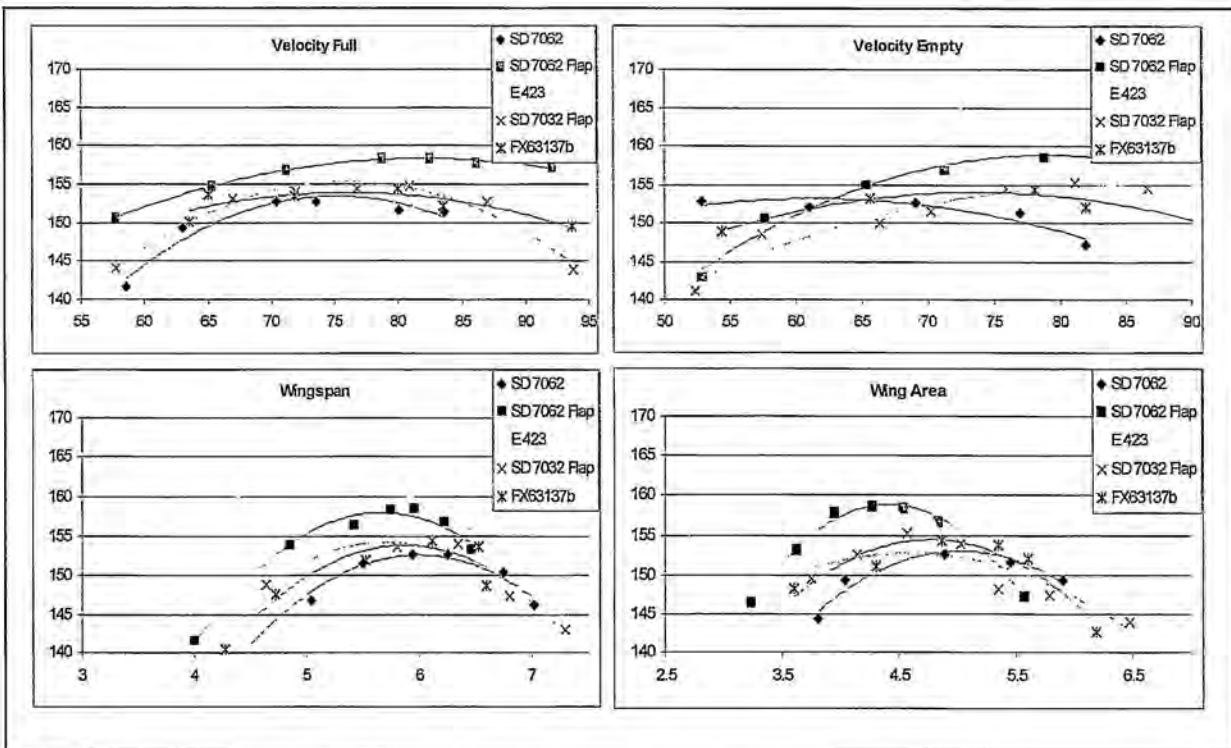 Velocity Full
SD7062
SD7062 Flap
E423
SD7032 Flap
FX63137b
170
165
160
155
150
145
140
55 60 65 70 75 80 85 90 95
Velocity Empty
SD7062
SD7062 Flap
E423
SD7032 Flap
FX63137b
170
165
160
155
150
145
140
50 55 60 65 70 75 80 85 90
Wingspan
SD7062
SD7062 Flap
E423
SD7032 Flap
FX63137b
170
165
160
155
150
145
140
3 4 5 6 7
Wing Area
SD7062
SD7062 Flap
E423
SD7032 Flap
FX63137b
170
165
160
155
150
145
140
2.5 3.5 4.5 5.5 6.5